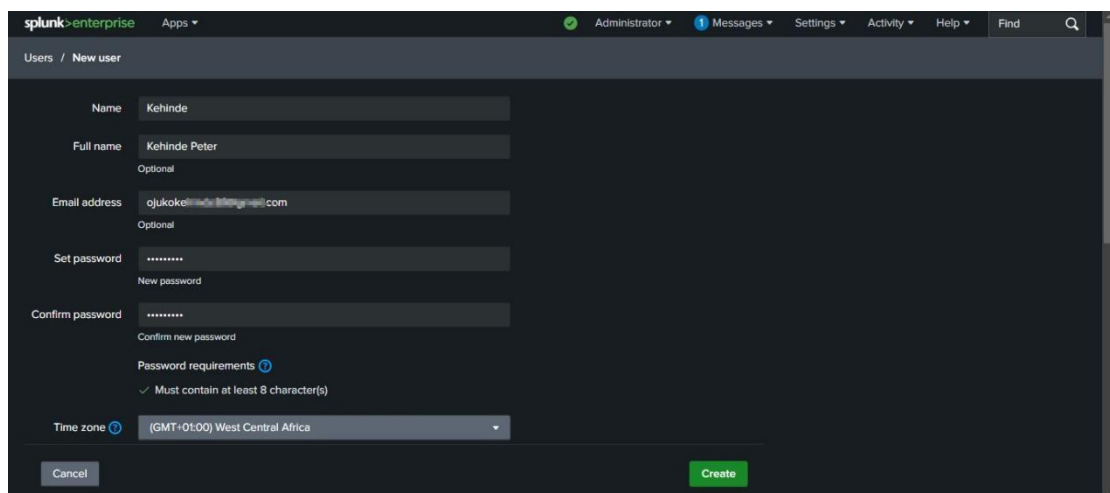 splunk>enterprise Apps Administrator 1 Messages Settings Activity Help Find
Users / New user
Name Kehinde
Full name Kehinde Peter
Optional
Email address ojukoke com
Optional
Set password •••••••••
New password
Confirm password •••••••••
Confirm new password
Password requirements ?
Must contain at least 8 character(s)
Time zone ? (GMT+01:00) West Central Africa
Cancel Create